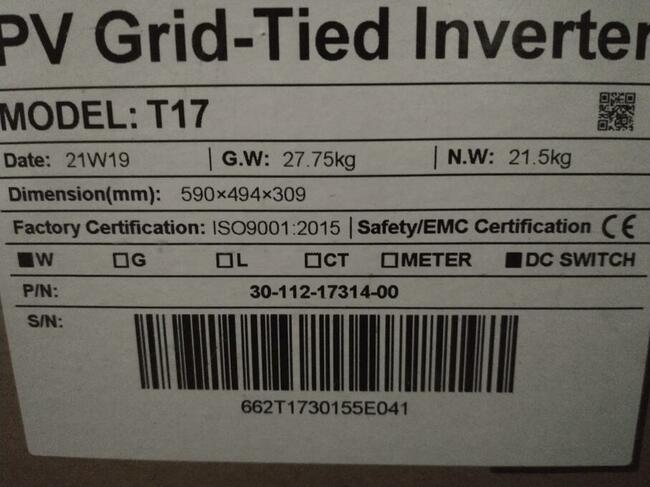 PV Grid-Tied Inverter
MODEL: T17
Date: 21W19 | G.W: 27.75kg | N.W: 21.5kg
Dimension(mm): 590×494×309
Factory Certification: ISO9001:2015 | Safety/EMC Certification CE
■W □G □L □CT □METER ■DC SWITCH
P/N: 30-112-17314-00
S/N:
662T1730155E041